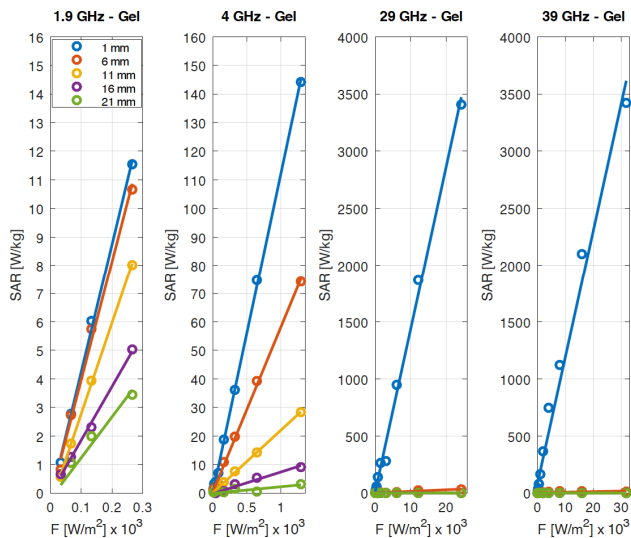 1.9 GHz - Gel
4 GHz - Gel
29 GHz - Gel
39 GHz - Gel
1 mm
6 mm
11 mm
16 mm
21 mm
SAR [W/kg]
16
15
14
13
12
11
10
9
8
7
6
5
4
3
2
1
0
0 0.1 0.2 0.3
F [W/m²] x 10³
SAR [W/kg]
160
150
140
130
120
110
100
90
80
70
60
50
40
30
20
10
0
0 0.5 1
F [W/m²] x 10³
SAR [W/kg]
4000
3500
3000
2500
2000
1500
1000
500
0
0 10 20
F [W/m²] x 10³
SAR [W/kg]
4000
3500
3000
2500
2000
1500
1000
500
0
0 10 20 30
F [W/m²] x 10³